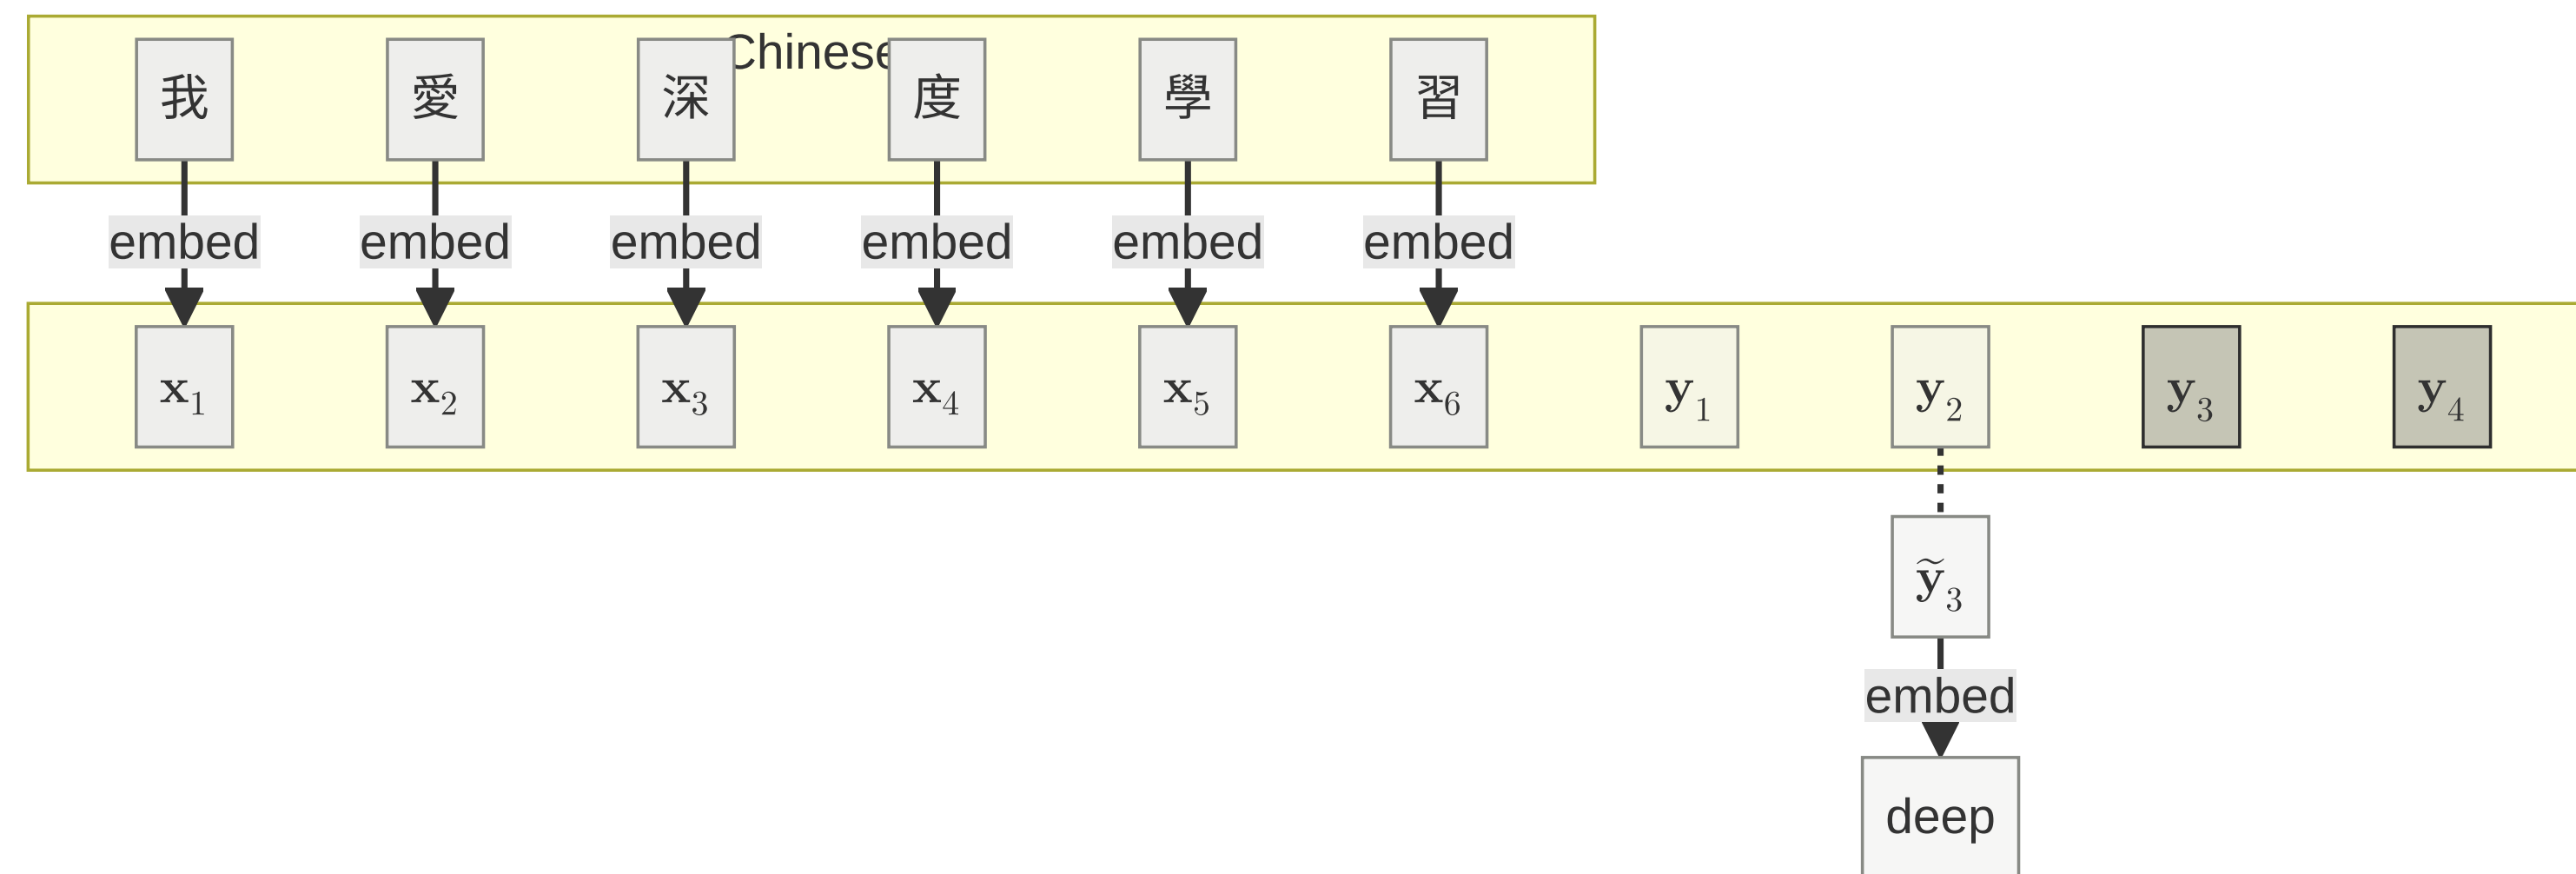 Chinese
我 愛 深 度 學 習
embed embed embed embed embed embed
x₁ x₂ x₃ x₄ x₅ x₆ y₁ y₂ y₃ y₄
ỹ₃
embed
deep